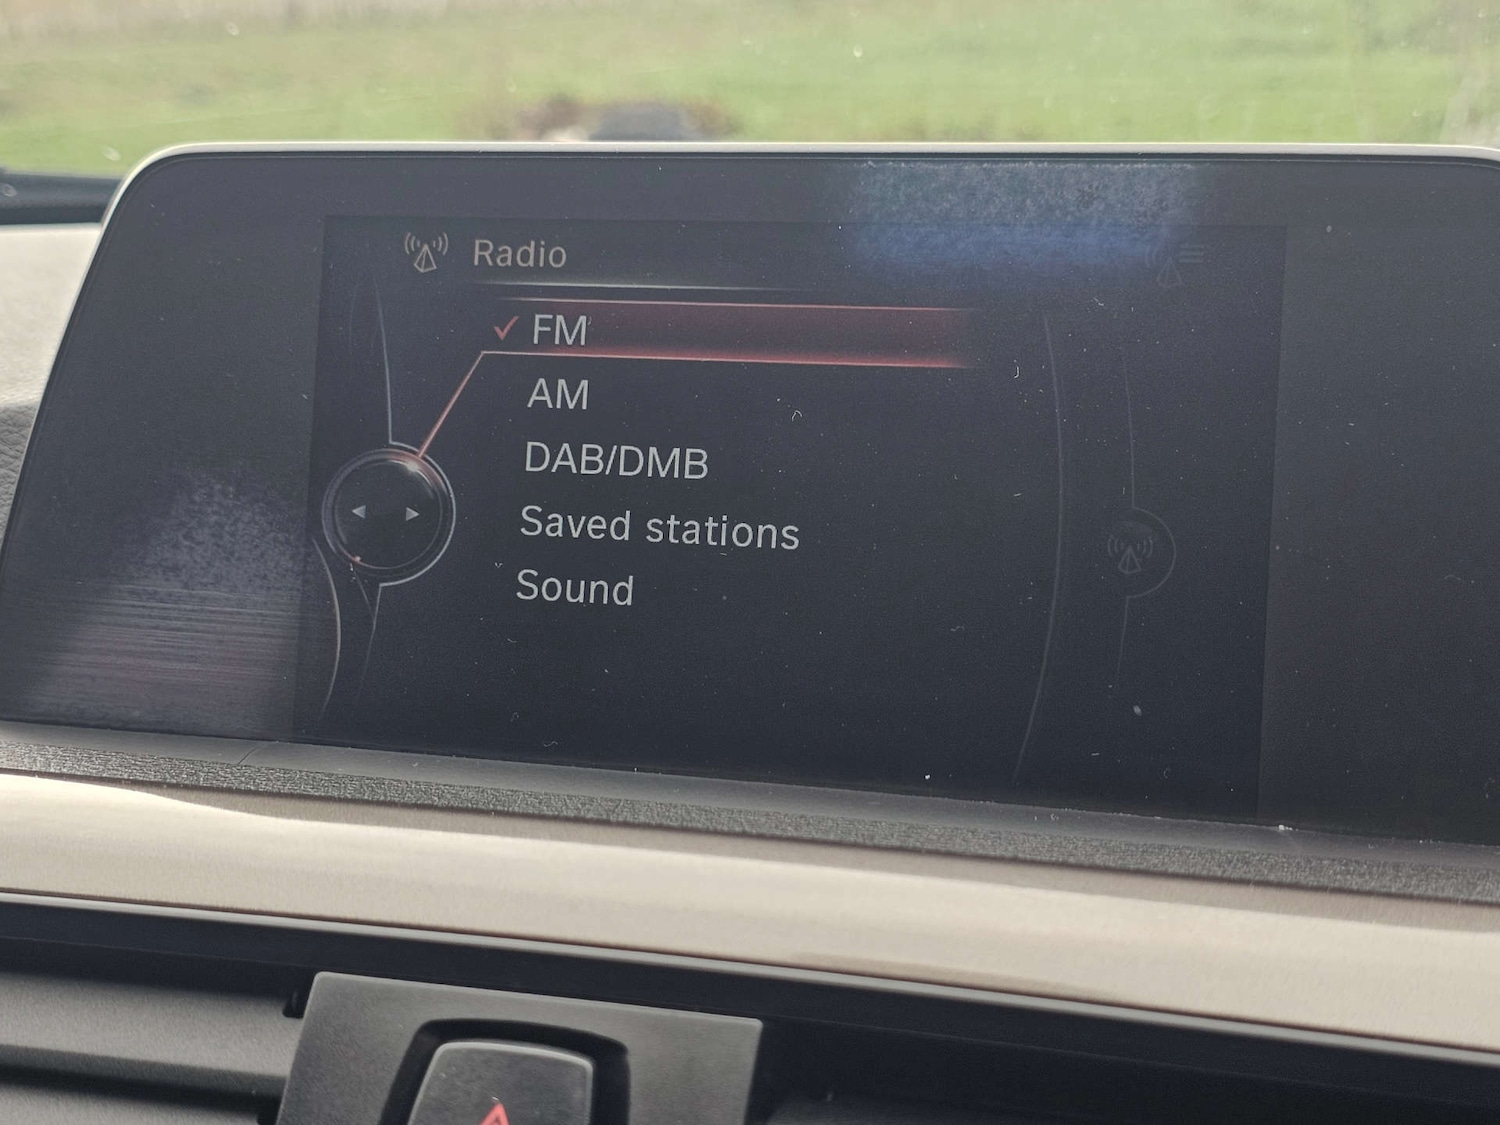 Radio
FM
AM
DAB/DMB
Saved stations
Sound